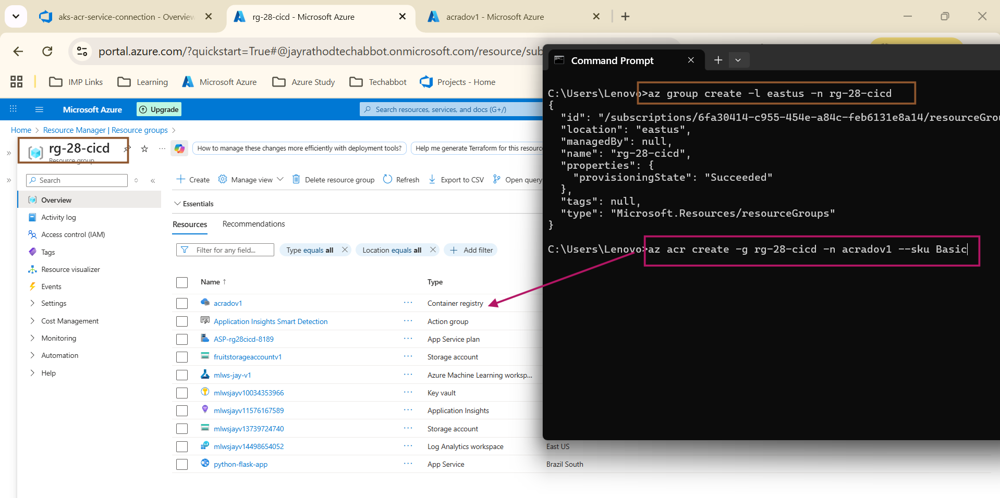 aks-acr-service-connection - Overview
rg-28-cicd - Microsoft Azure
acradov1 - Microsoft Azure
portal.azure.com/?quickstart=True#@jayrathodtechabbot.onmicrosoft.com/resource/sub
IMP Links
Learning
Microsoft Azure
Azure Study
Techabbot
Projects - Home
Microsoft Azure
Upgrade
Search resources, services, and docs (G+/)
Home > Resource Manager | Resource groups >
rg-28-cicd
Resource group
How to manage these changes more efficiently with deployment tools?
Help me generate Terraform for this resource
Search
Create
Manage view
Delete resource group
Refresh
Export to CSV
Open query
Overview
Activity log
Access control (IAM)
Tags
Resource visualizer
Events
Settings
Cost Management
Monitoring
Automation
Help
Essentials
Resources
Recommendations
Filter for any field...
Type equals all
Location equals all
Add filter
Name ↑
Type
acradov1
Container registry
Application Insights Smart Detection
Action group
ASP-rg28cicd-8189
App Service plan
fruitstorageaccountv1
Storage account
mlws-jay-v1
Azure Machine Learning worksp...
mlwsjayv10034353966
Key vault
mlwsjayv11576167589
Application Insights
mlwsjayv13739724740
Storage account
mlwsjayv14498654052
Log Analytics workspace
East US
python-flask-app
App Service
Brazil South
Command Prompt
C:\Users\Lenovo>az group create -l eastus -n rg-28-cicd
{
"id": "/subscriptions/6fa30414-c955-454e-a84c-feb6131e8a14/resourceGrou
"location": "eastus",
"managedBy": null,
"name": "rg-28-cicd",
"properties": {
"provisioningState": "Succeeded"
},
"tags": null,
"type": "Microsoft.Resources/resourceGroups"
}
C:\Users\Lenovo>az acr create -g rg-28-cicd -n acradov1 --sku Basic